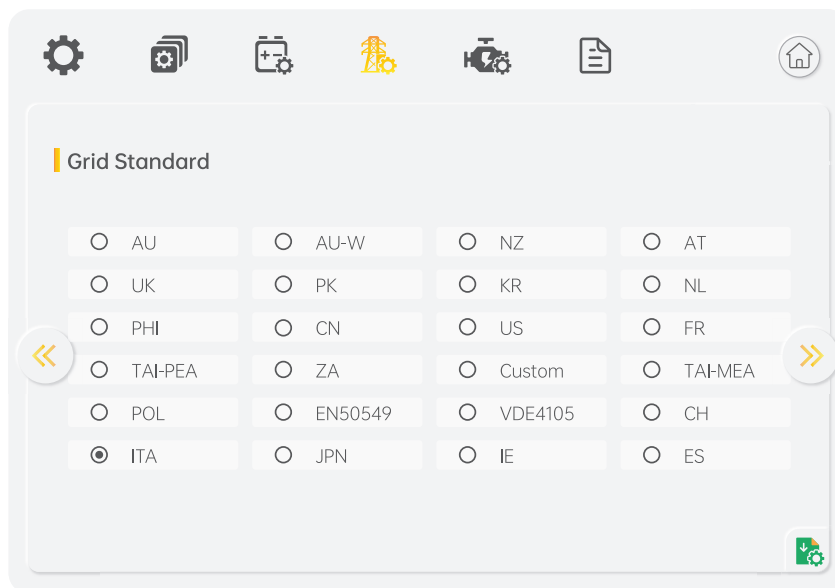 Grid Standard
AU AU-W NZ AT
UK PK KR NL
PHI CN US FR
TAI-PEA ZA Custom TAI-MEA
POL EN50549 VDE4105 CH
ITA JPN IE ES